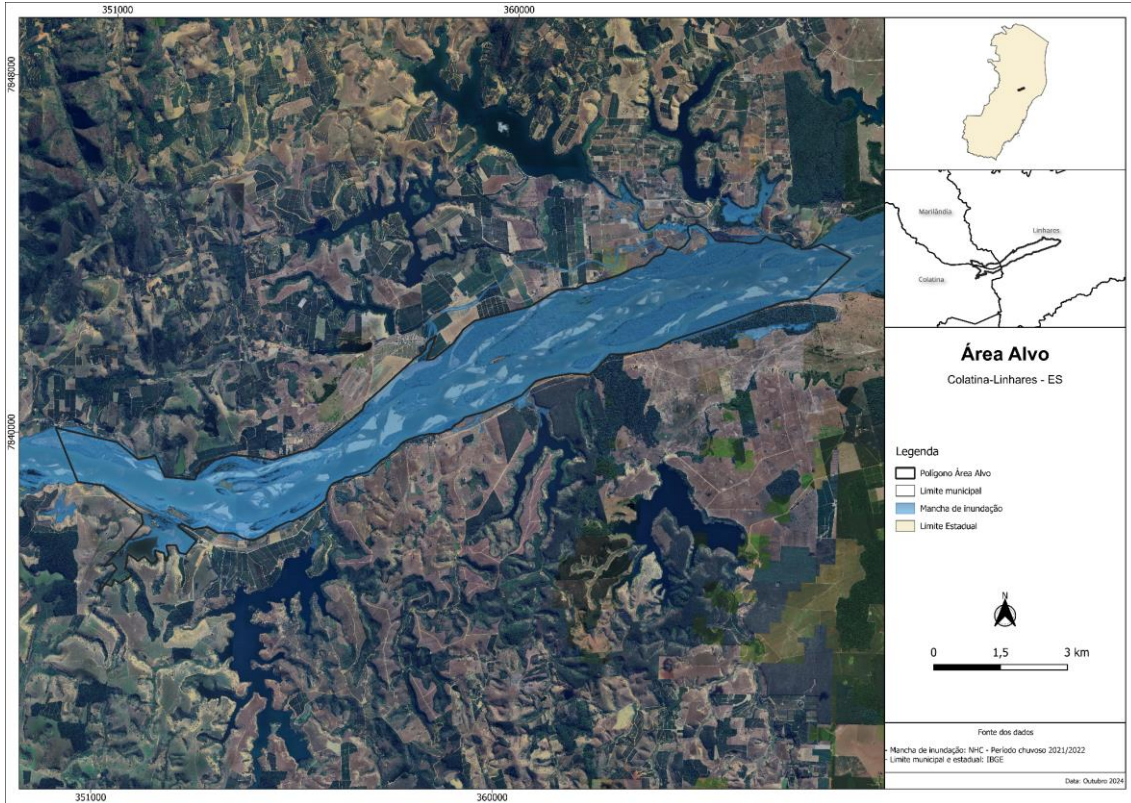 351000
360000
7848000
7840000
351000
360000
Marilândia
Linhares
Colatina
Área Alvo
Colatina-Linhares - ES
Legenda
Polígono Área Alvo
Limite municipal
Mancha de inundação
Limite Estadual
N
0 1,5 3 km
Fonte dos dados
- Mancha de inundação: NHC - Período chuvoso 2021/2022
- Limite municipal e estadual: IBGE
Data: Outubro 2024